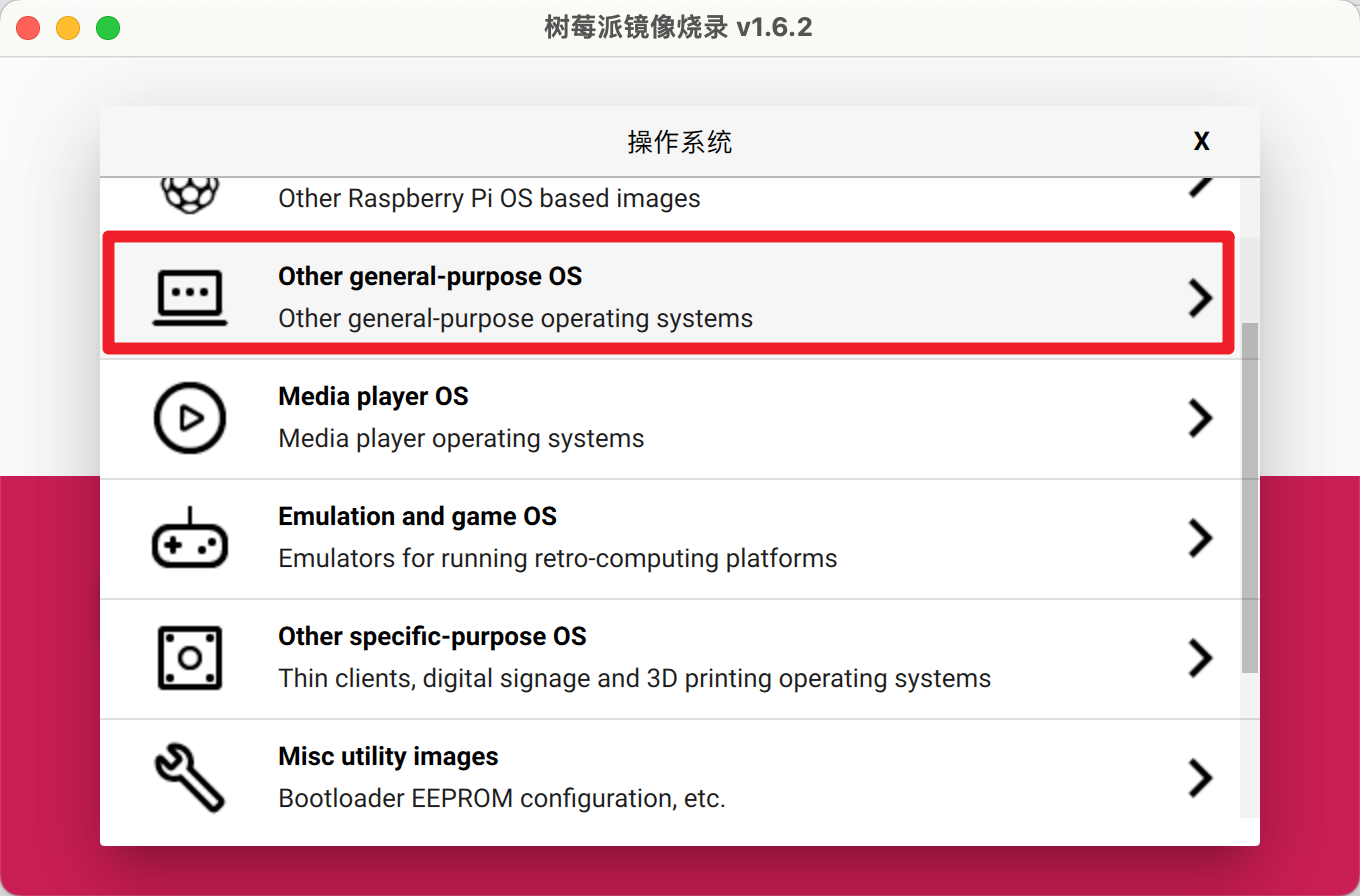 树莓派镜像烧录 v1.6.2
操作系统
X
Other Raspberry Pi OS based images
Other general-purpose OS
Other general-purpose operating systems
Media player OS
Media player operating systems
Emulation and game OS
Emulators for running retro-computing platforms
Other specific-purpose OS
Thin clients, digital signage and 3D printing operating systems
Misc utility images
Bootloader EEPROM configuration, etc.